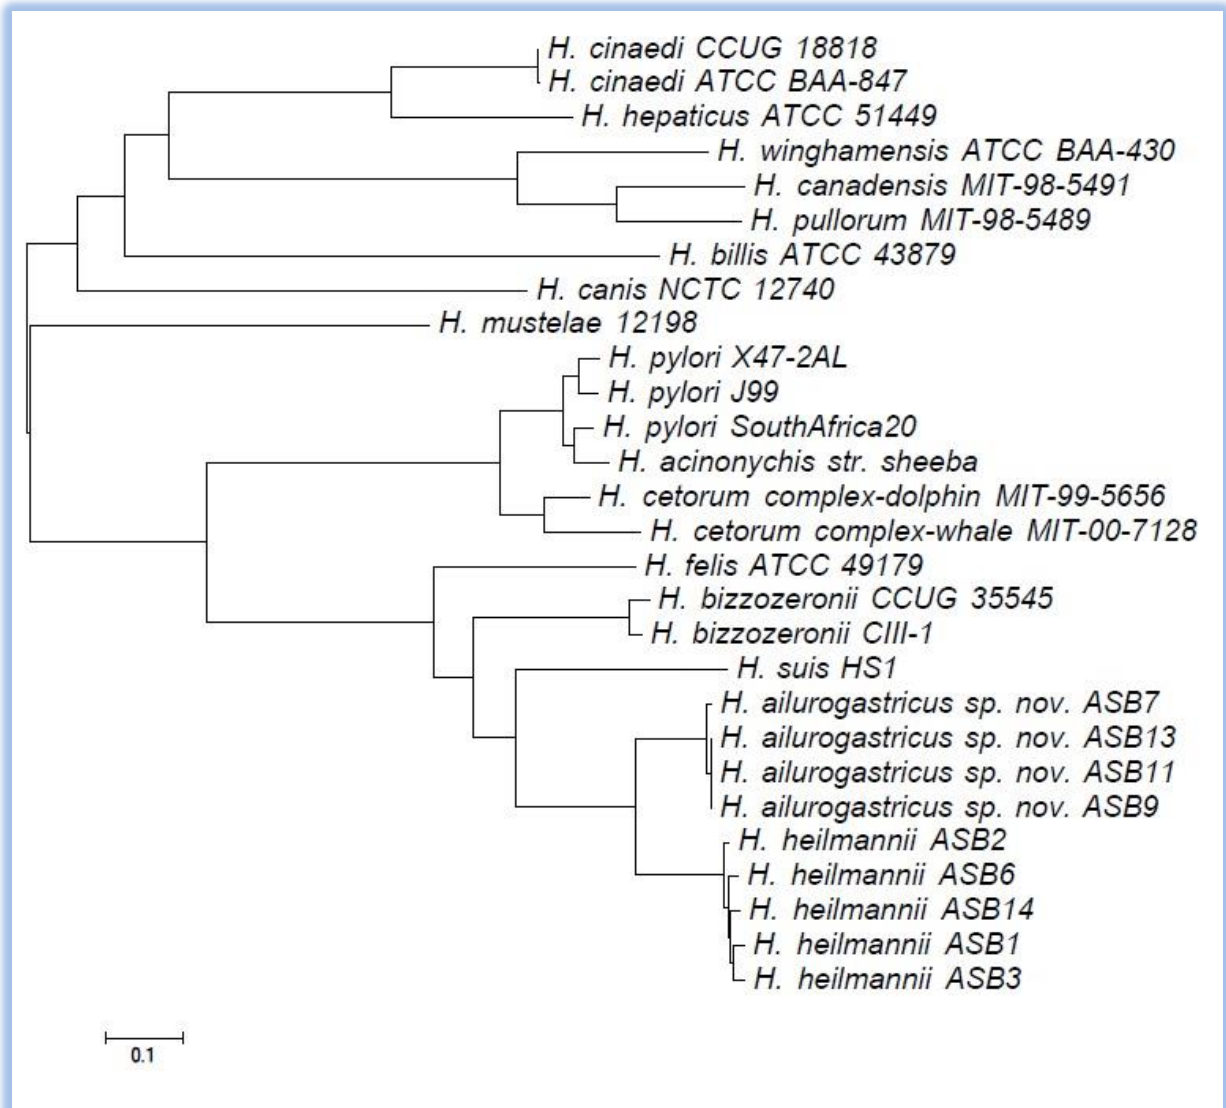 H. cinaedi CCUG 18818
H. cinaedi ATCC BAA-847
H. hepaticus ATCC 51449
H. winghamensis ATCC BAA-430
H. canadensis MIT-98-5491
H. pullorum MIT-98-5489
H. billis ATCC 43879
H. canis NCTC 12740
H. mustelae 12198
H. pylori X47-2AL
H. pylori J99
H. pylori SouthAfrica20
H. acinonychis str. sheeba
H. cetorum complex-dolphin MIT-99-5656
H. cetorum complex-whale MIT-00-7128
H. felis ATCC 49179
H. bizzozeronii CCUG 35545
H. bizzozeronii CIII-1
H. suis HS1
H. ailurogastricus sp. nov. ASB7
H. ailurogastricus sp. nov. ASB13
H. ailurogastricus sp. nov. ASB11
H. ailurogastricus sp. nov. ASB9
H. heilmannii ASB2
H. heilmannii ASB6
H. heilmannii ASB14
H. heilmannii ASB1
H. heilmannii ASB3
0.1